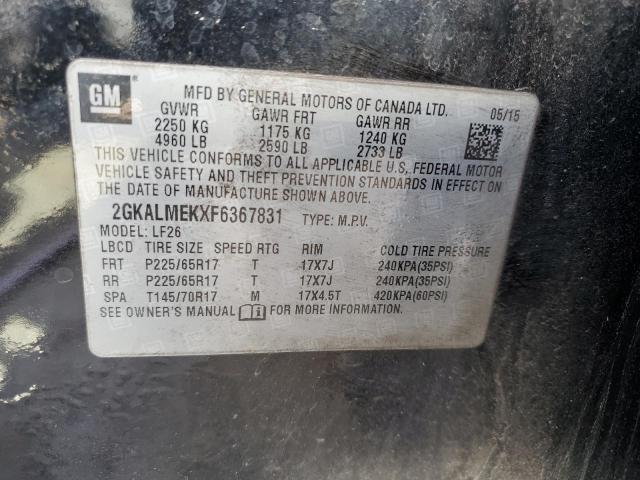 GM
MFD BY GENERAL MOTORS OF CANADA LTD.
GVWR GAWR FRT GAWR RR 05/15
2250 KG 1175 KG 1240 KG
4960 LB 2590 LB 2733 LB
THIS VEHICLE CONFORMS TO ALL APPLICABLE U.S. FEDERAL MOTOR
VEHICLE SAFETY AND THEFT PREVENTION STANDARDS IN EFFECT ON
THE DATE OF MANUFACTURE SHOWN ABOVE.
2GKALMEKXF6367831 TYPE: M.P.V.
MODEL: LF26
LBCD TIRE SIZE SPEED RTG RIM COLD TIRE PRESSURE
FRT P225/65R17 T 17X7J 240KPA(35PSI)
RR P225/65R17 T 17X7J 240KPA(35PSI)
SPA T145/70R17 M 17X4.5T 420KPA(60PSI)
SEE OWNER'S MANUAL FOR MORE INFORMATION.